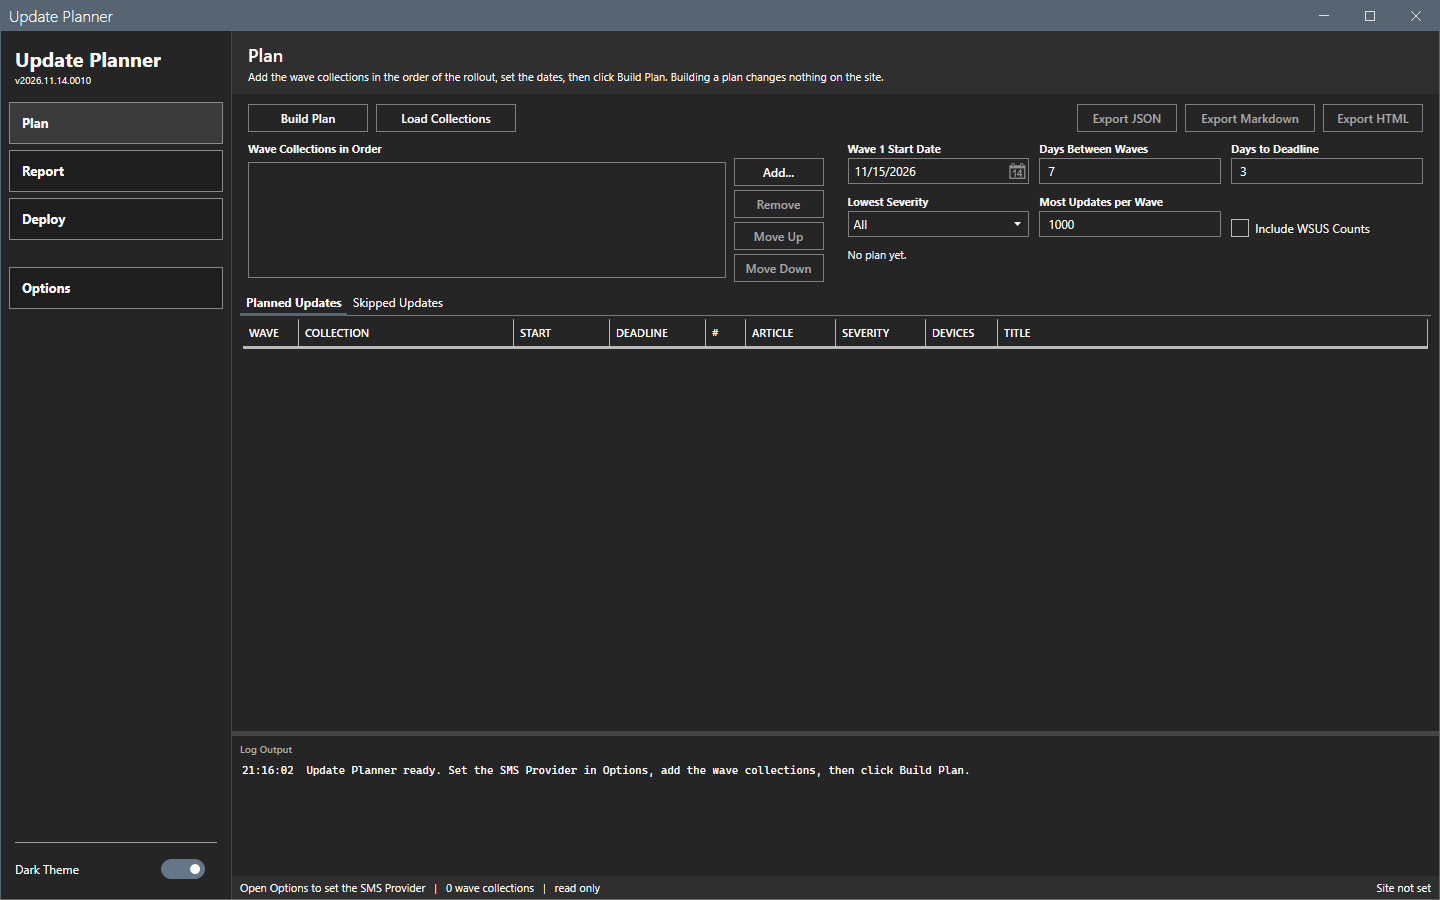 Update Planner
Update Planner
v2026.11.14.0010
Plan
Report
Deploy
Options
Dark Theme
Plan
Add the wave collections in the order of the rollout, set the dates, then click Build Plan. Building a plan changes nothing on the site.
Build Plan
Load Collections
Export JSON
Export Markdown
Export HTML
Wave Collections in Order
Add...
Remove
Move Up
Move Down
Wave 1 Start Date
Days Between Waves
Days to Deadline
11/15/2026
14
7
3
Lowest Severity
Most Updates per Wave
All
1000
Include WSUS Counts
No plan yet.
Planned Updates
Skipped Updates
WAVE COLLECTION START DEADLINE # ARTICLE SEVERITY DEVICES TITLE
Log Output
21:16:02 Update Planner ready. Set the SMS Provider in Options, add the wave collections, then click Build Plan.
Open Options to set the SMS Provider | 0 wave collections | read only
Site not set